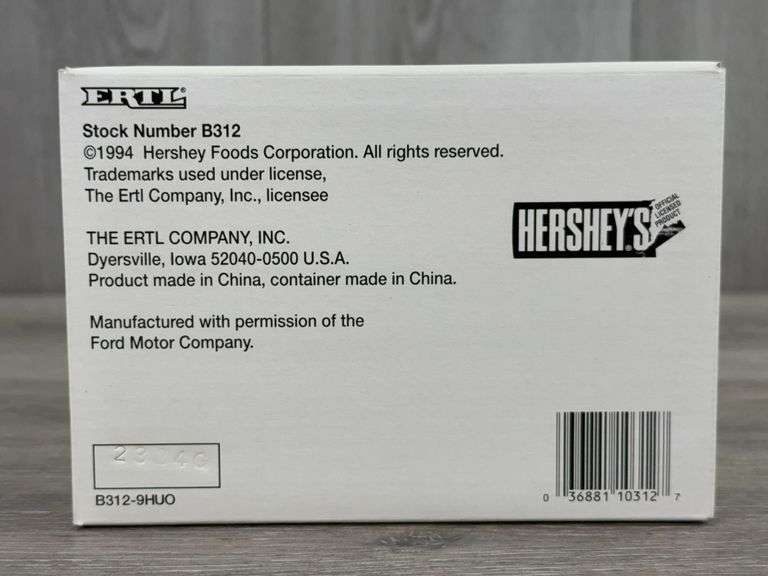 ERTL®
Stock Number B312
©1994 Hershey Foods Corporation. All rights reserved.
Trademarks used under license,
The Ertl Company, Inc., licensee
THE ERTL COMPANY, INC.
Dyersville, Iowa 52040-0500 U.S.A.
Product made in China, container made in China.
Manufactured with permission of the
Ford Motor Company.
HERSHEY'S®
OFFICIAL
LICENSED
PRODUCT
B312-9HUO
0 36881 10312 7